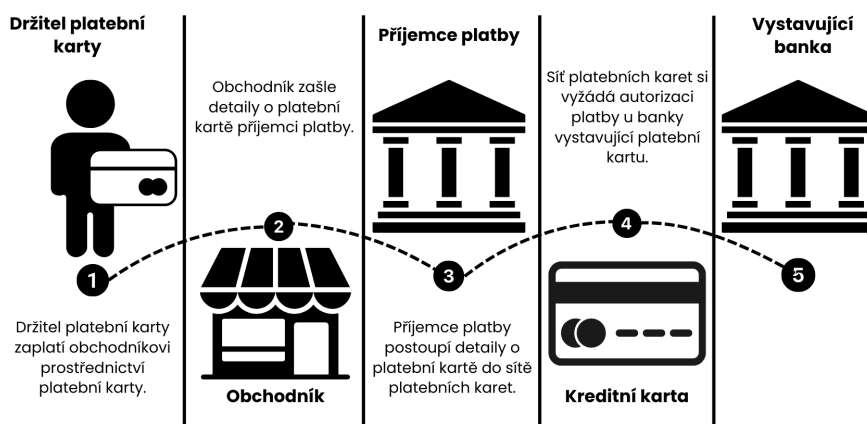 Držitel platební
karty
1
Držitel platební karty
zaplatí obchodníkovi
prostřednictví
platební karty.
Obchodník zašle
detaily o platební
kartě příjemci platby.
2
Obchodník
Příjemce platby
3
Příjemce platby
postoupí detaily o
platební kartě do sítě
platebních karet.
Síť platebních karet si
vyžádá autorizaci
platby u banky
vystavující platební
kartu.
4
Kreditní karta
Vystavující
banka
5